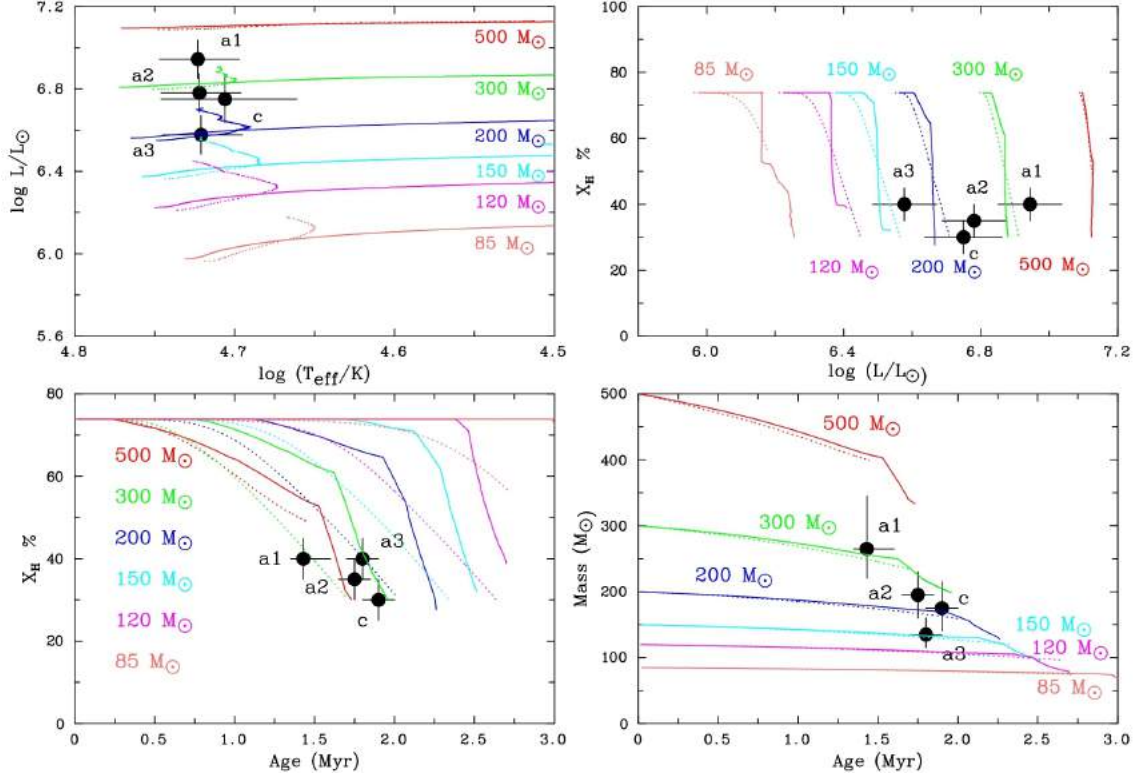 7.2
6.8
6.4
6.0
5.6
4.8
4.7
4.6
4.5
log L/L☉
log (T_eff/K)
a1
a2
a3
c
500 M☉
300 M☉
200 M☉
150 M☉
120 M☉
85 M☉
100
80
60
40
20
0
6.0
6.4
6.8
7.2
X_H %
log (L/L☉)
85 M☉
150 M☉
300 M☉
a3
a2
a1
c
120 M☉
200 M☉
500 M☉
80
60
40
20
0
0
0.5
1.0
1.5
2.0
2.5
3.0
X_H %
Age (Myr)
500 M☉
300 M☉
200 M☉
150 M☉
120 M☉
85 M☉
a1
a3
a2
c
500
400
300
200
100
0
0
0.5
1.0
1.5
2.0
2.5
3.0
Mass (M☉)
Age (Myr)
500 M☉
300 M☉
a1
200 M☉
a2
c
a3
150 M☉
120 M☉
85 M☉